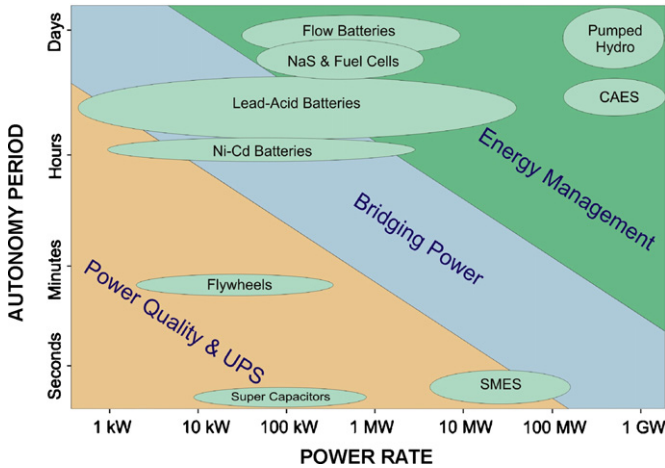 Days
Flow Batteries
Pumped
Hydro
NaS & Fuel Cells
Lead-Acid Batteries
CAES
Hours
Ni-Cd Batteries
Energy Management
Bridging Power
AUTONOMY PERIOD
Minutes
Flywheels
Power Quality & UPS
Seconds
SMES
Super Capacitors
1 kW
10 kW
100 kW
1 MW
10 MW
100 MW
1 GW
POWER RATE